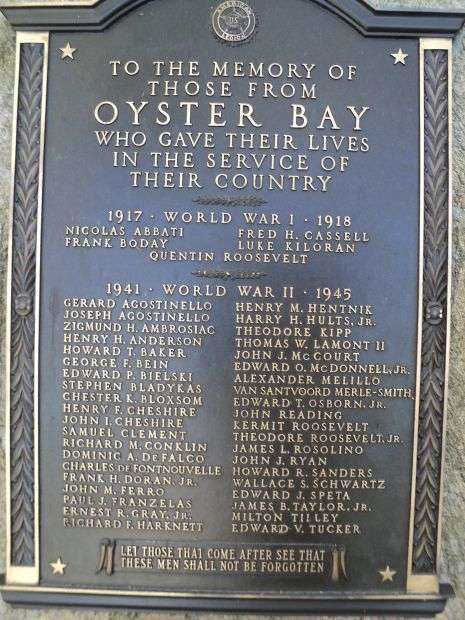 AMERICAN
U.S.
LEGION
TO THE MEMORY OF
THOSE FROM
OYSTER BAY
WHO GAVE THEIR LIVES
IN THE SERVICE OF
THEIR COUNTRY
1917 · WORLD WAR I · 1918
NICOLAS ABBATI
FRANK BODAY
FRED H. CASSELL
LUKE KILORAN
QUENTIN ROOSEVELT
1941 · WORLD WAR II · 1945
GERARD AGOSTINELLO
JOSEPH AGOSTINELLO
ZIGMUND H. AMBROSIAC
HENRY H. ANDERSON
HOWARD T. BAKER
GEORGE F. BEIN
EDWARD P. BIELSKI
STEPHEN BLADYKAS
CHESTER K. BLOXSOM
HENRY F. CHESHIRE
JOHN I. CHESHIRE
SAMUEL CLEMENT
RICHARD M. CONKLIN
DOMINIC A. DE FALCO
CHARLES DE FONTNOUVELLE
FRANK H. DORAN, JR.
JOHN M. FERRO
PAUL J. FRANZELAS
ERNEST R. GRAY, JR.
RICHARD F. HARKNETT
HENRY M. HENTNIK
HARRY H. HULTS, JR.
THEODORE KIPP
THOMAS W. LAMONT II
JOHN J. MC COURT
EDWARD O. MCDONNELL, JR.
ALEXANDER MELILLO
VAN SANTVOORD MERLE-SMITH,
EDWARD T. OSBORN, JR.
JOHN READING
KERMIT ROOSEVELT
THEODORE ROOSEVELT, JR.
JAMES L. ROSOLINO
JOHN J. RYAN
HOWARD R. SANDERS
WALLACE S. SCHWARTZ
EDWARD J. SPETA
JAMES B. TAYLOR, JR.
MILTON TILLEY
EDWARD V. TUCKER
LET THOSE THAT COME AFTER SEE THAT
THESE MEN SHALL NOT BE FORGOTTEN